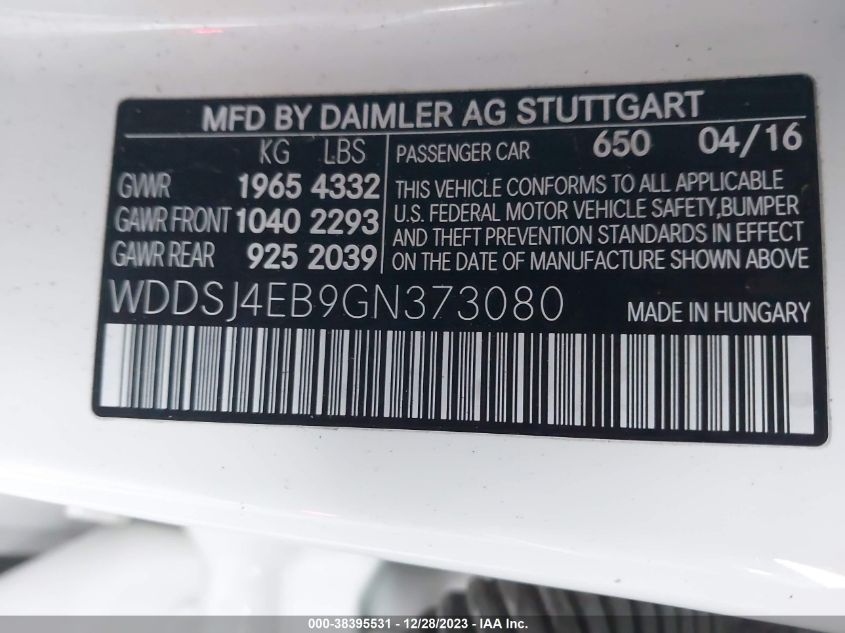 MFD BY DAIMLER AG STUTTGART
KG LBS
GVWR 1965 4332
GAWR FRONT 1040 2293
GAWR REAR 925 2039
PASSENGER CAR 650 04/16
THIS VEHICLE CONFORMS TO ALL APPLICABLE
U.S. FEDERAL MOTOR VEHICLE SAFETY,BUMPER
AND THEFT PREVENTION STANDARDS IN EFFECT
ON THE DATE OF MANUFACTURE SHOWN ABOVE
WDDSJ4EB9GN373080
MADE IN HUNGARY
000-38395531 - 12/28/2023 - IAA Inc.